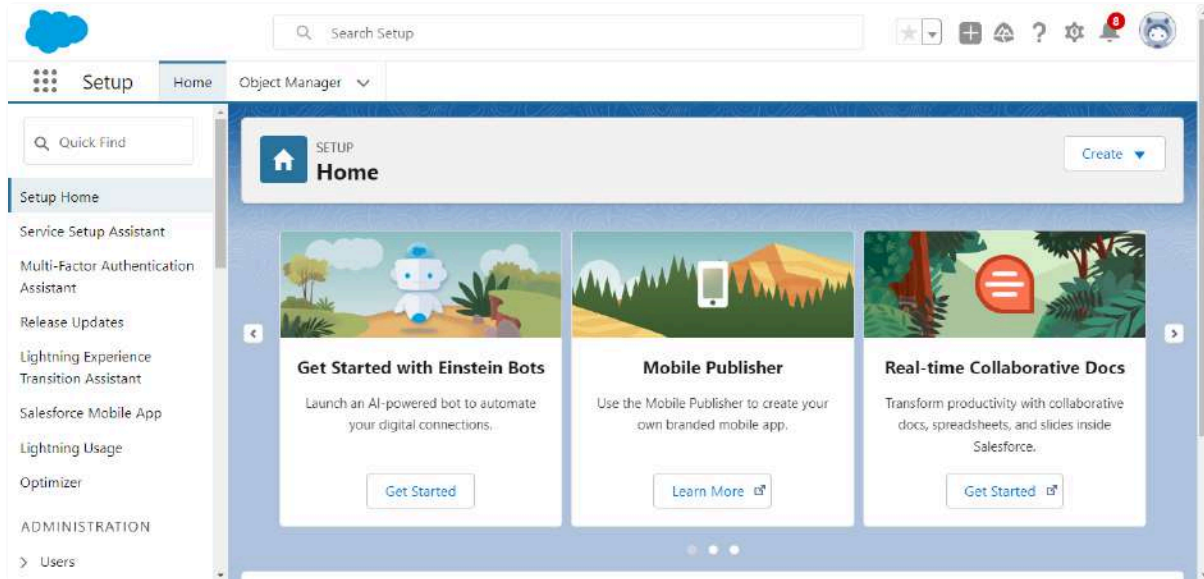 Search Setup
8
Setup
Home
Object Manager
Quick Find
Setup Home
Service Setup Assistant
Multi-Factor Authentication
Assistant
Release Updates
Lightning Experience
Transition Assistant
Salesforce Mobile App
Lightning Usage
Optimizer
ADMINISTRATION
Users
SETUP
Home
Create
Get Started with Einstein Bots
Launch an AI-powered bot to automate
your digital connections.
Get Started
Mobile Publisher
Use the Mobile Publisher to create your
own branded mobile app.
Learn More
Real-time Collaborative Docs
Transform productivity with collaborative
docs, spreadsheets, and slides inside
Salesforce.
Get Started